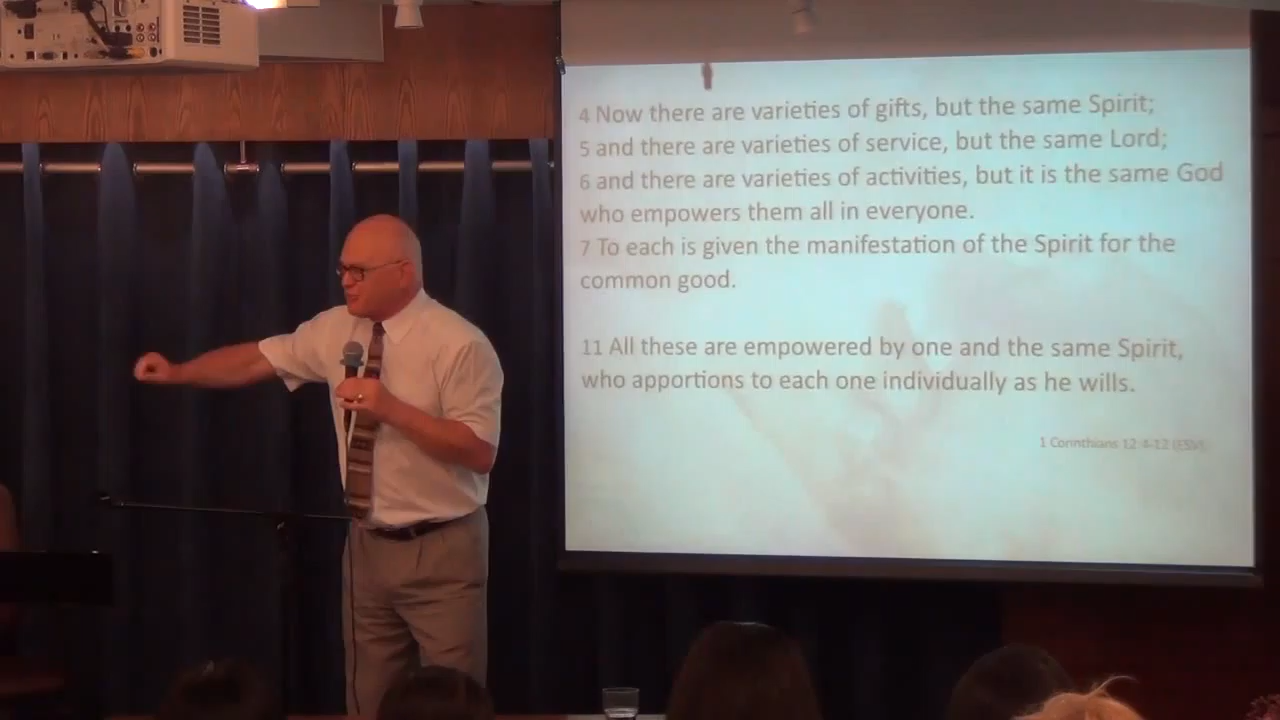 4 Now there are varieties of gifts, but the same Spirit;
5 and there are varieties of service, but the same Lord;
6 and there are varieties of activities, but it is the same God
who empowers them all in everyone.
7 To each is given the manifestation of the Spirit for the
common good.
11 All these are empowered by one and the same Spirit,
who apportions to each one individually as he wills.
1 Corinthians 12:4-12 (ESV)